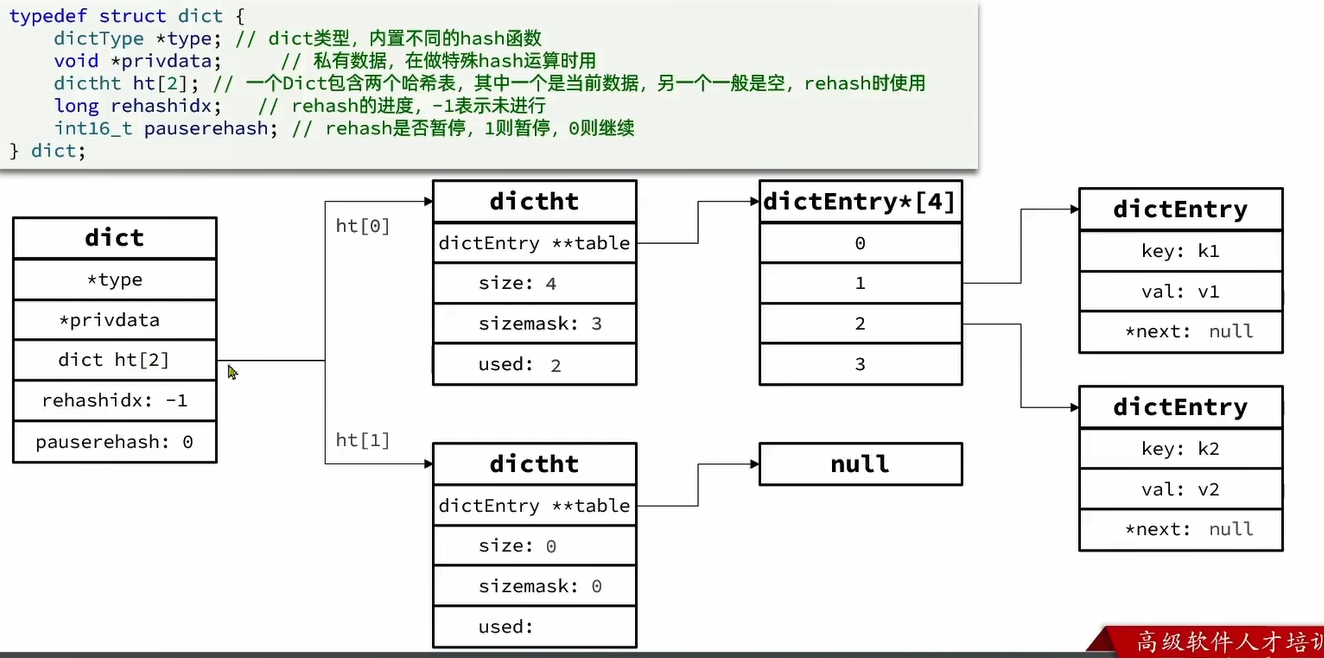 typedef struct dict {
dictType *type; // dict类型，内置不同的hash函数
void *privdata; // 私有数据，在做特殊hash运算时用
dictht ht[2]; // 一个Dict包含两个哈希表，其中一个是当前数据，另一个一般是空，rehash时使用
long rehashidx; // rehash的进度，-1表示未进行
int16_t pauserehash; // rehash是否暂停，1则暂停，0则继续
} dict;
dict
*type
*privdata
dict ht[2]
rehashidx: -1
pauserehash: 0
ht[0]
dictht
dictEntry **table
size: 4
sizemask: 3
used: 2
ht[1]
dictht
dictEntry **table
size: 0
sizemask: 0
used:
dictEntry*[4]
0
1
2
3
null
dictEntry
key: k1
val: v1
*next: null
dictEntry
key: k2
val: v2
*next: null
高级软件人才培训